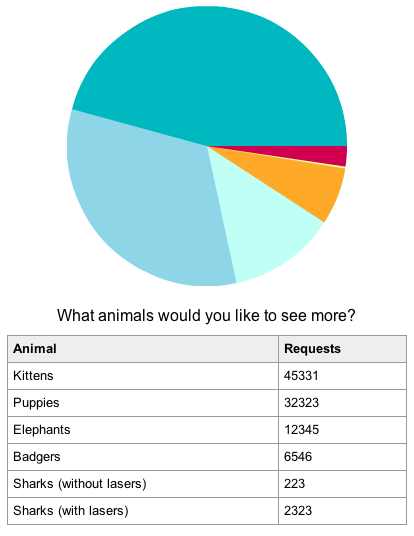 What animals would you like to see more?
Animal Requests
Kittens 45331
Puppies 32323
Elephants 12345
Badgers 6546
Sharks (without lasers) 223
Sharks (with lasers) 2323